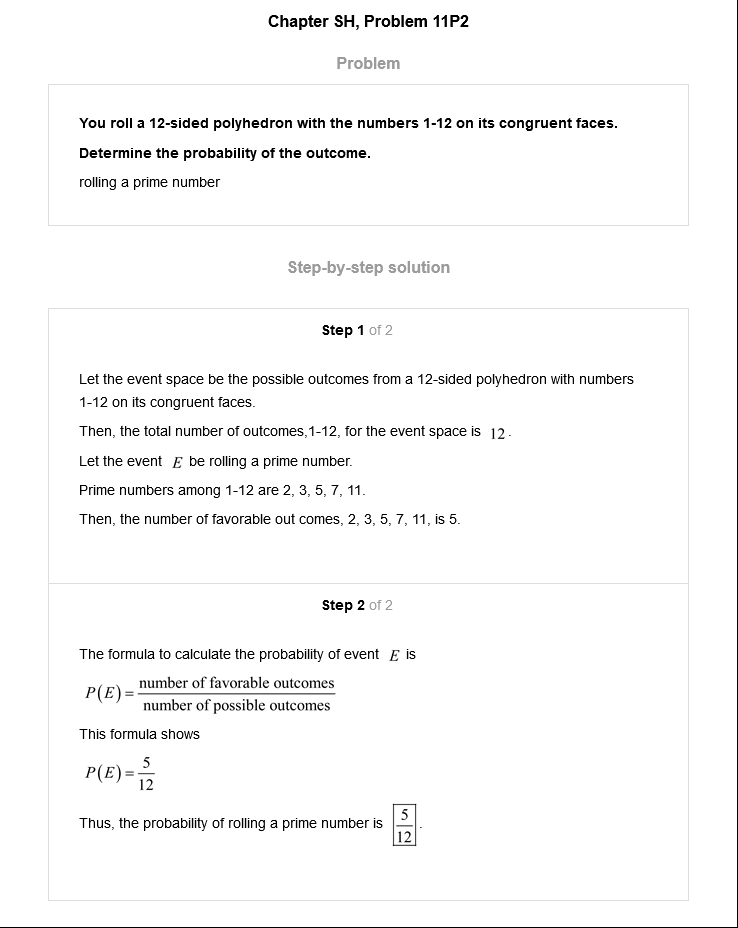 Chapter SH, Problem 11P2
Problem
You roll a 12-sided polyhedron with the numbers 1-12 on its congruent faces.
Determine the probability of the outcome.
rolling a prime number
Step-by-step solution
Step 1 of 2
Let the event space be the possible outcomes from a 12-sided polyhedron with numbers
1-12 on its congruent faces.
Then, the total number of outcomes,1-12, for the event space is 12.
Let the event E be rolling a prime number.
Prime numbers among 1-12 are 2, 3, 5, 7, 11.
Then, the number of favorable out comes, 2, 3, 5, 7, 11, is 5.
Step 2 of 2
The formula to calculate the probability of event E is
P(E) = number of favorable outcomes / number of possible outcomes
This formula shows
P(E) = 5/12
Thus, the probability of rolling a prime number is 5/12.